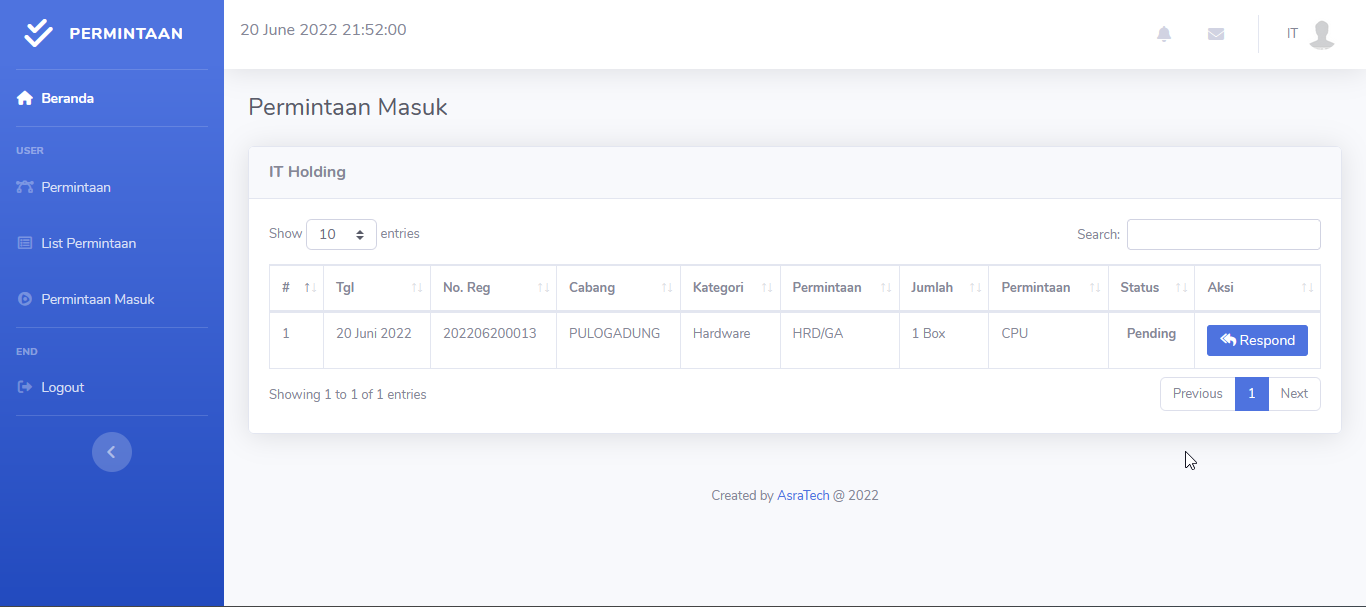 PERMINTAAN
20 June 2022 21:52:00
IT
Beranda
USER
Permintaan
List Permintaan
Permintaan Masuk
END
Logout
Permintaan Masuk
IT Holding
Show 10 entries
Search:
# Tgl No. Reg Cabang Kategori Permintaan Jumlah Permintaan Status Aksi
1 20 Juni 2022 202206200013 PULOGADUNG Hardware HRD/GA 1 Box CPU Pending Respond
Showing 1 to 1 of 1 entries
Previous 1 Next
Created by AsraTech @ 2022